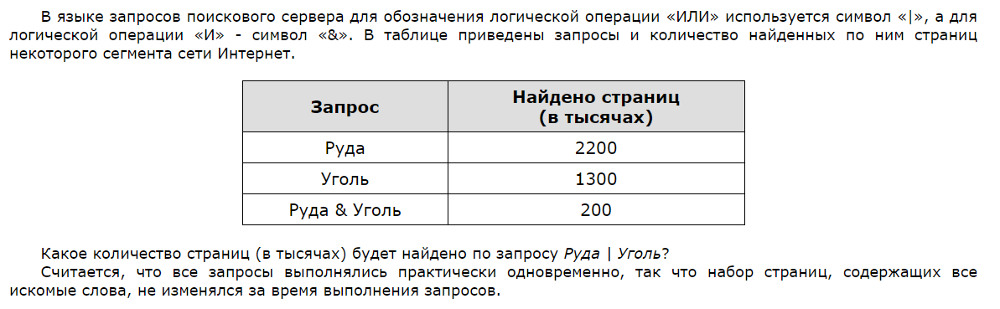 В языке запросов поискового сервера для обозначения логической операции «ИЛИ» используется символ «|», а для
логической операции «И» - символ «&». В таблице приведены запросы и количество найденных по ним страниц
некоторого сегмента сети Интернет.
Запрос
Найдено страниц
(в тысячах)
Руда
2200
Уголь
1300
Руда & Уголь
200
Какое количество страниц (в тысячах) будет найдено по запросу Руда | Уголь?
Считается, что все запросы выполнялись практически одновременно, так что набор страниц, содержащих все
искомые слова, не изменялся за время выполнения запросов.